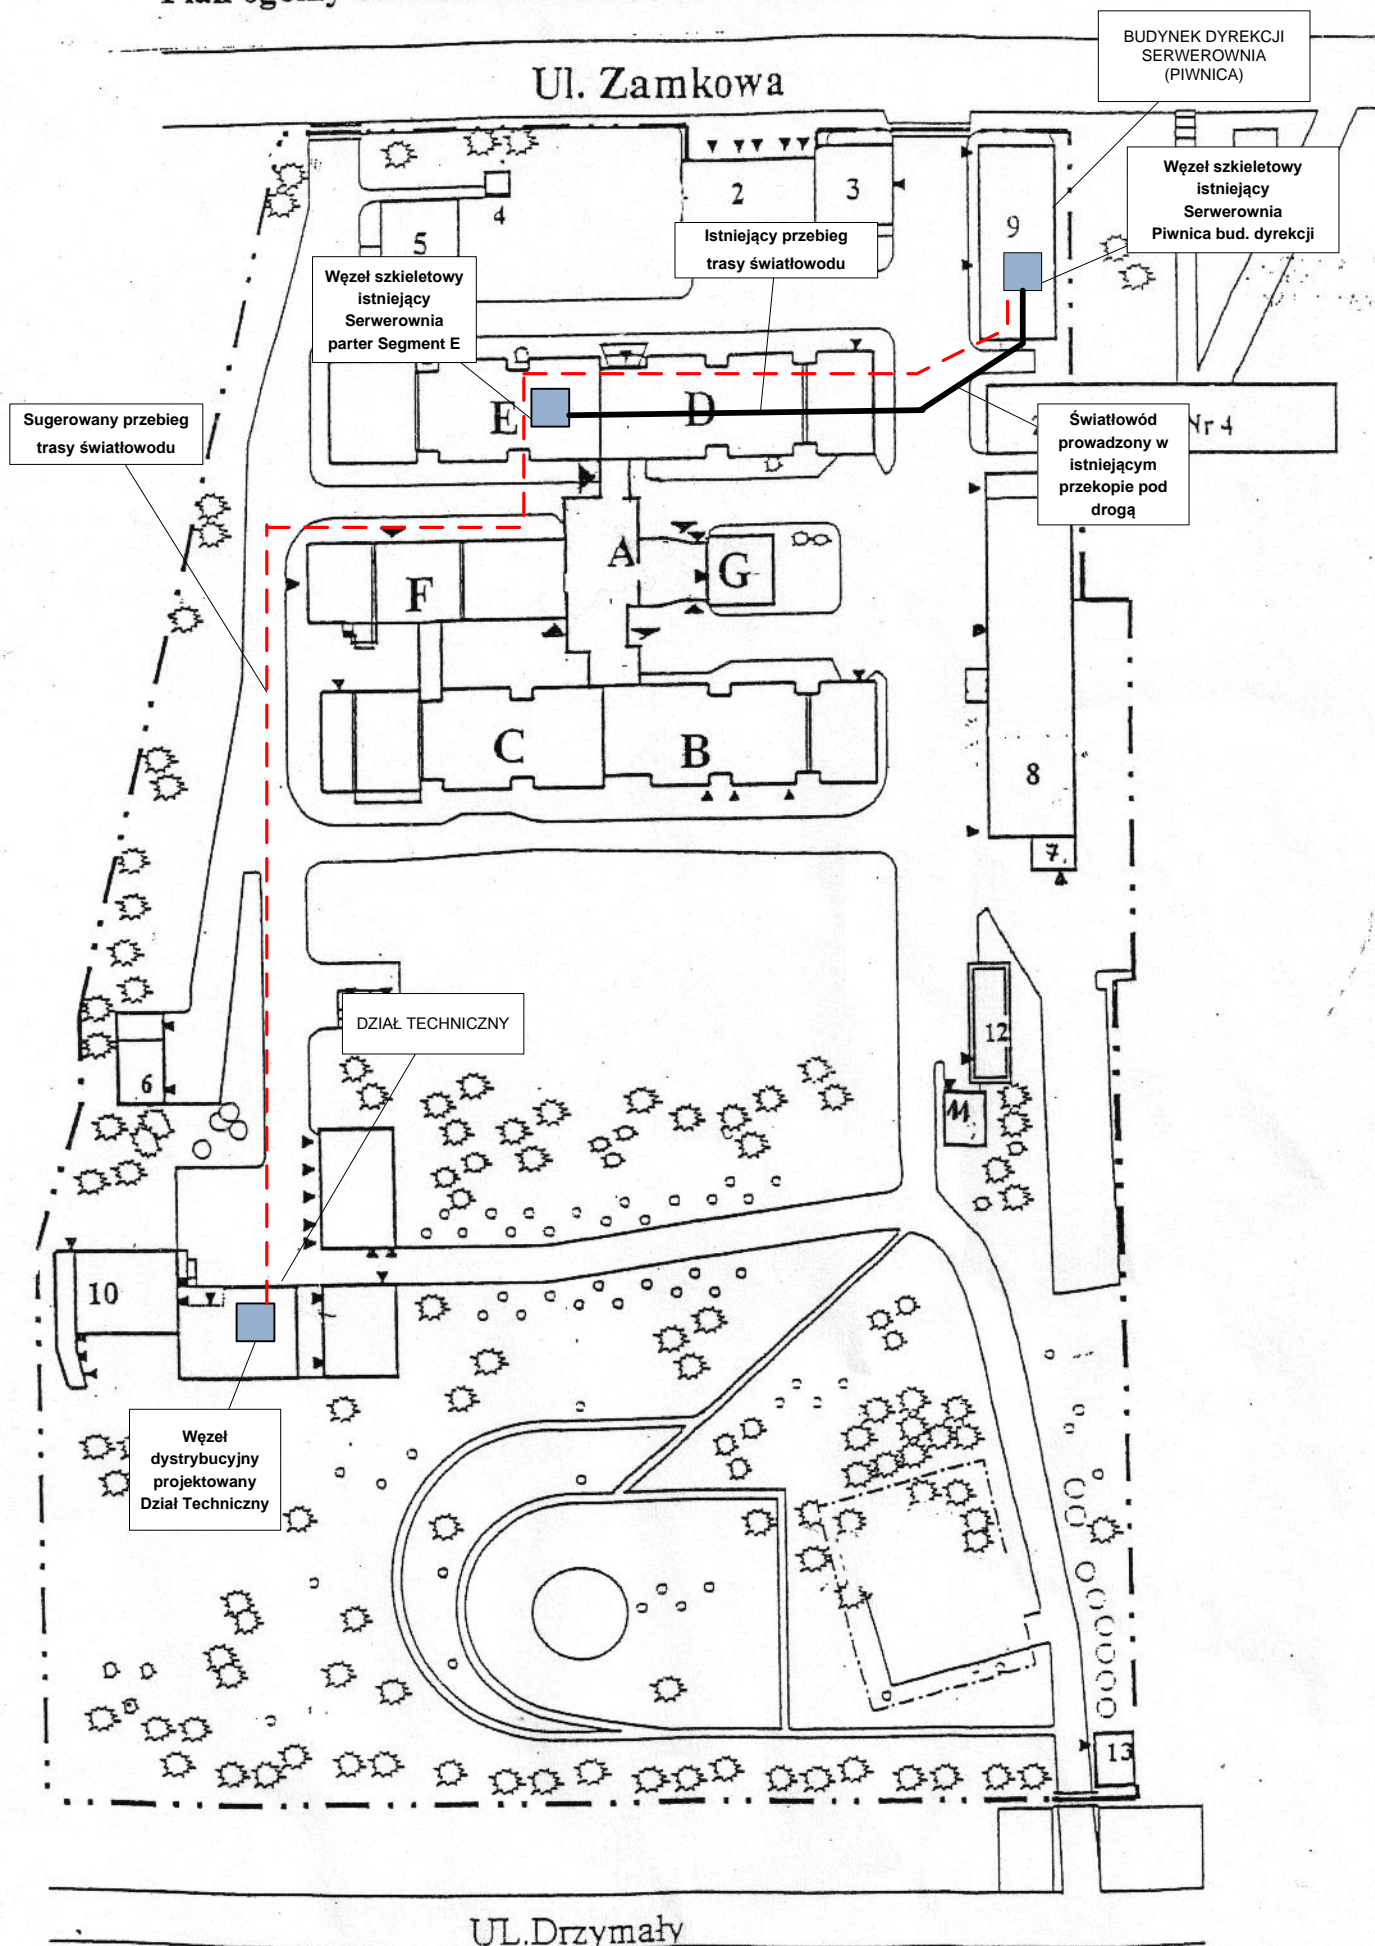 Plan ogólny
BUDYNEK DYREKCJI
SERWEROWNIA
(PIWNICA)
Ul. Zamkowa
Węzeł szkieletowy
istniejący
Serwerownia
Piwnica bud. dyrekcji
2
3
4
5
9
Istniejący przebieg
trasy światłowodu
Węzeł szkieletowy
istniejący
Serwerownia
parter Segment E
E
D
Sugerowany przebieg
trasy światłowodu
Światłowód
prowadzony w
istniejącym
przekopie pod
drogą
Nr 4
A
G
F
C
B
8
7.
DZIAŁ TECHNICZNY
12
6
M.
10
Węzeł
dystrybucyjny
projektowany
Dział Techniczny
13
UL.Drzymały